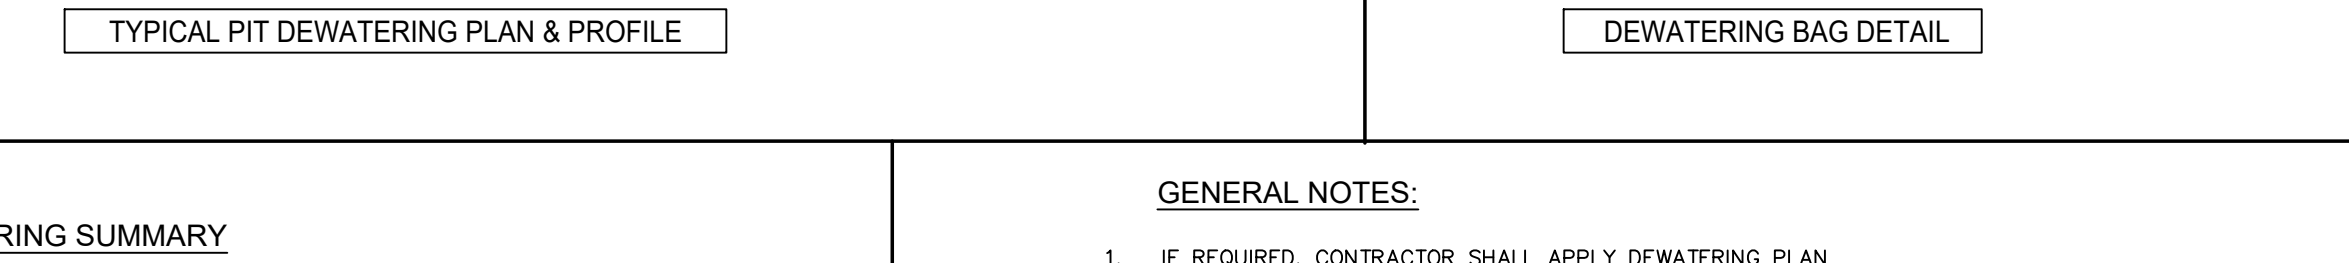 TYPICAL PIT DEWATERING PLAN & PROFILE
DEWATERING BAG DETAIL
RING SUMMARY
GENERAL NOTES:
1. IF REQUIRED, CONTRACTOR SHALL APPLY DEWATERING PLAN